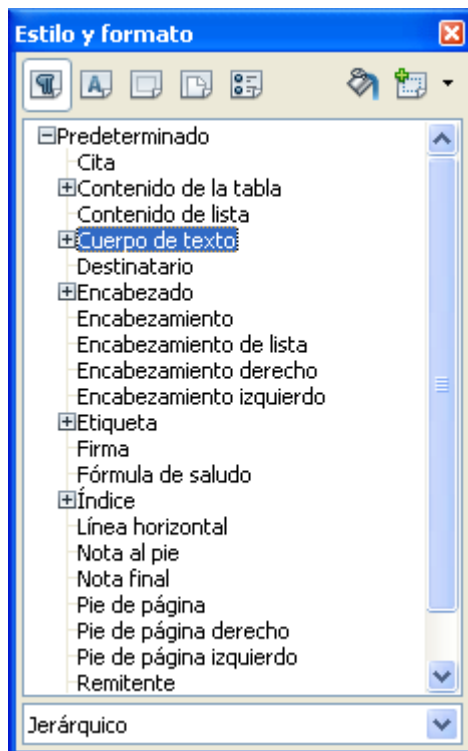 Estilo y formato
Predeterminado
Cita
Contenido de la tabla
Contenido de lista
Cuerpo de texto
Destinatario
Encabezado
Encabezamiento
Encabezamiento de lista
Encabezamiento derecho
Encabezamiento izquierdo
Etiqueta
Firma
Fórmula de saludo
Índice
Línea horizontal
Nota al pie
Nota final
Pie de página
Pie de página derecho
Pie de página izquierdo
Remitente
Jerárquico